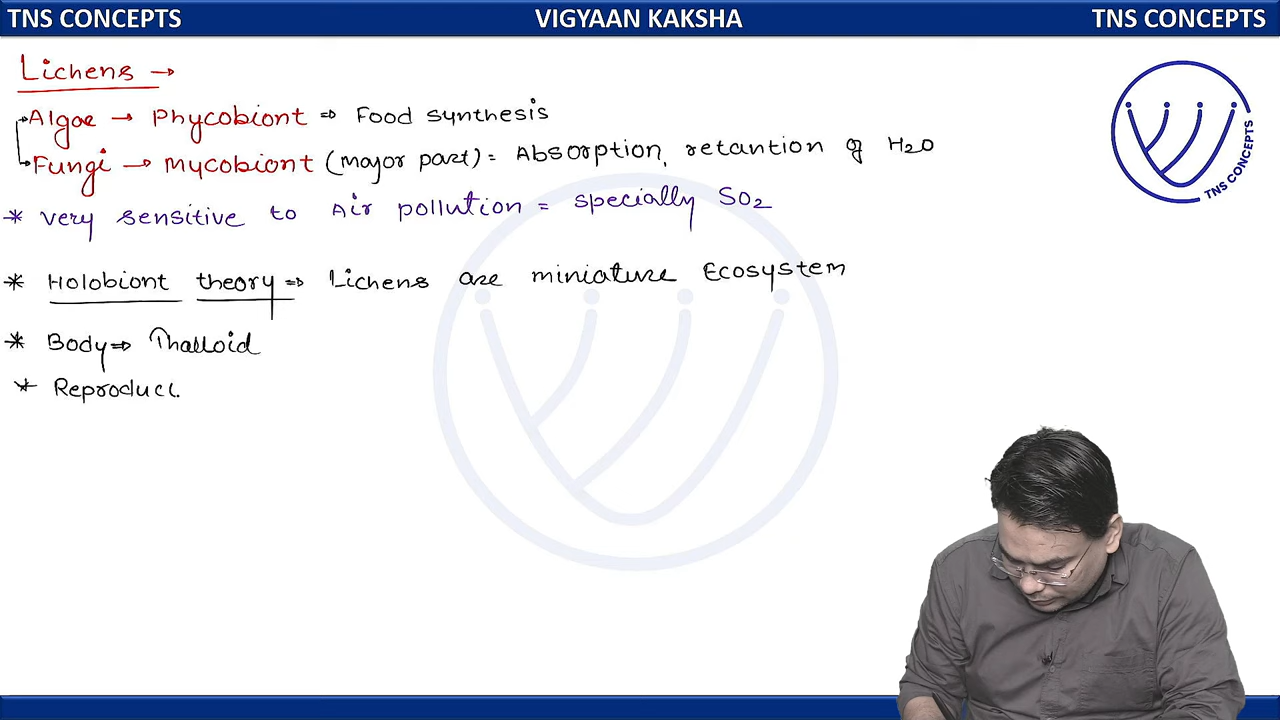 TNS CONCEPTS VIGYAAN KAKSHA TNS CONCEPTS
Lichens →
Algae → Phycobiont ⇒ Food synthesis
Fungi → Mycobiont (major part) = Absorption, retantion of H2O
* very sensitive to Air pollution = specially SO2
* Holobiont theory ⇒ Lichens are miniature Ecosystem
* Body ⇒ Thalloid
* Reproduct
TNS CONCEPTS